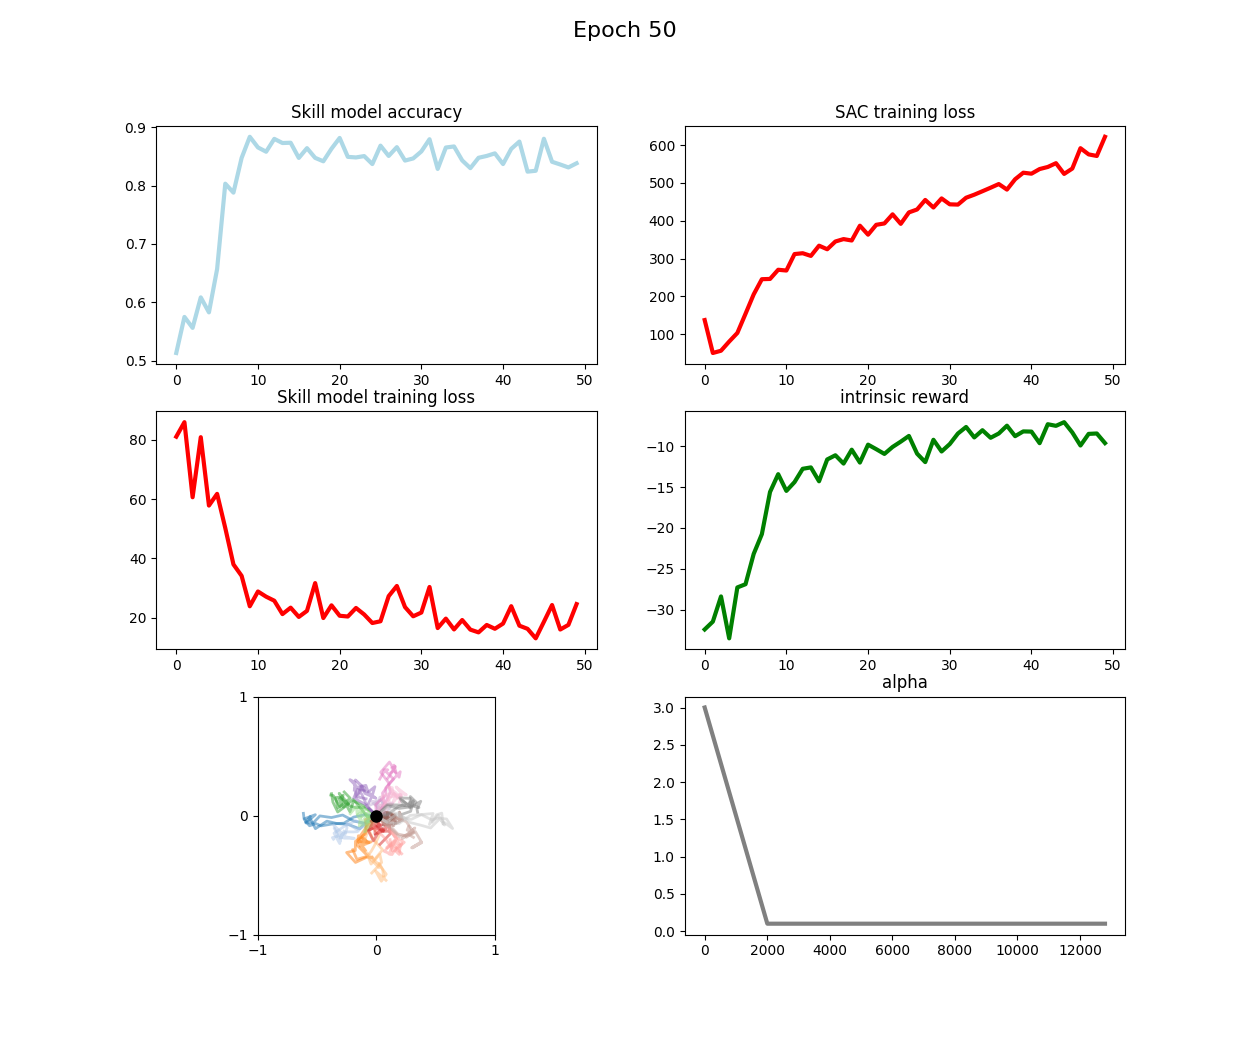 Epoch 50
Skill model accuracy
0.9
0.8
0.7
0.6
0.5
0 10 20 30 40 50
SAC training loss
600
500
400
300
200
100
0 10 20 30 40 50
Skill model training loss
80
60
40
20
0 10 20 30 40 50
intrinsic reward
−10
−15
−20
−25
−30
0 10 20 30 40 50
1
0
−1
−1 0 1
alpha
3.0
2.5
2.0
1.5
1.0
0.5
0.0
0 2000 4000 6000 8000 10000 12000